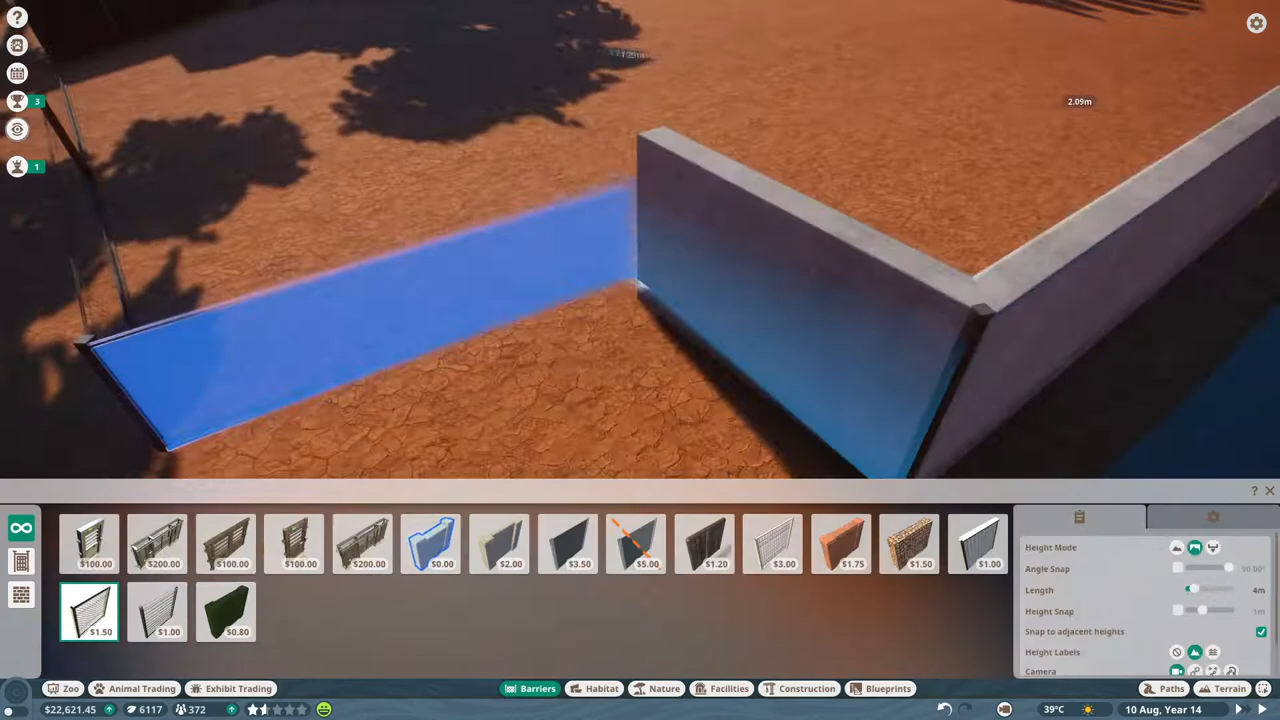 ?
3
1
2.09m
?
$100.00
$200.00
$100.00
$100.00
$200.00
$0.00
$2.00
$3.50
$5.00
$1.20
$3.00
$1.75
$1.50
$1.00
$1.50
$1.00
$0.80
Height Mode
Angle Snap
90.00°
Length
4m
Height Snap
1m
Snap to adjacent heights
Height Labels
Camera
Zoo
Animal Trading
Exhibit Trading
Barriers
Habitat
Nature
Facilities
Construction
Blueprints
Paths
Terrain
$22,621.45
6117
372
39°C
10 Aug, Year 14